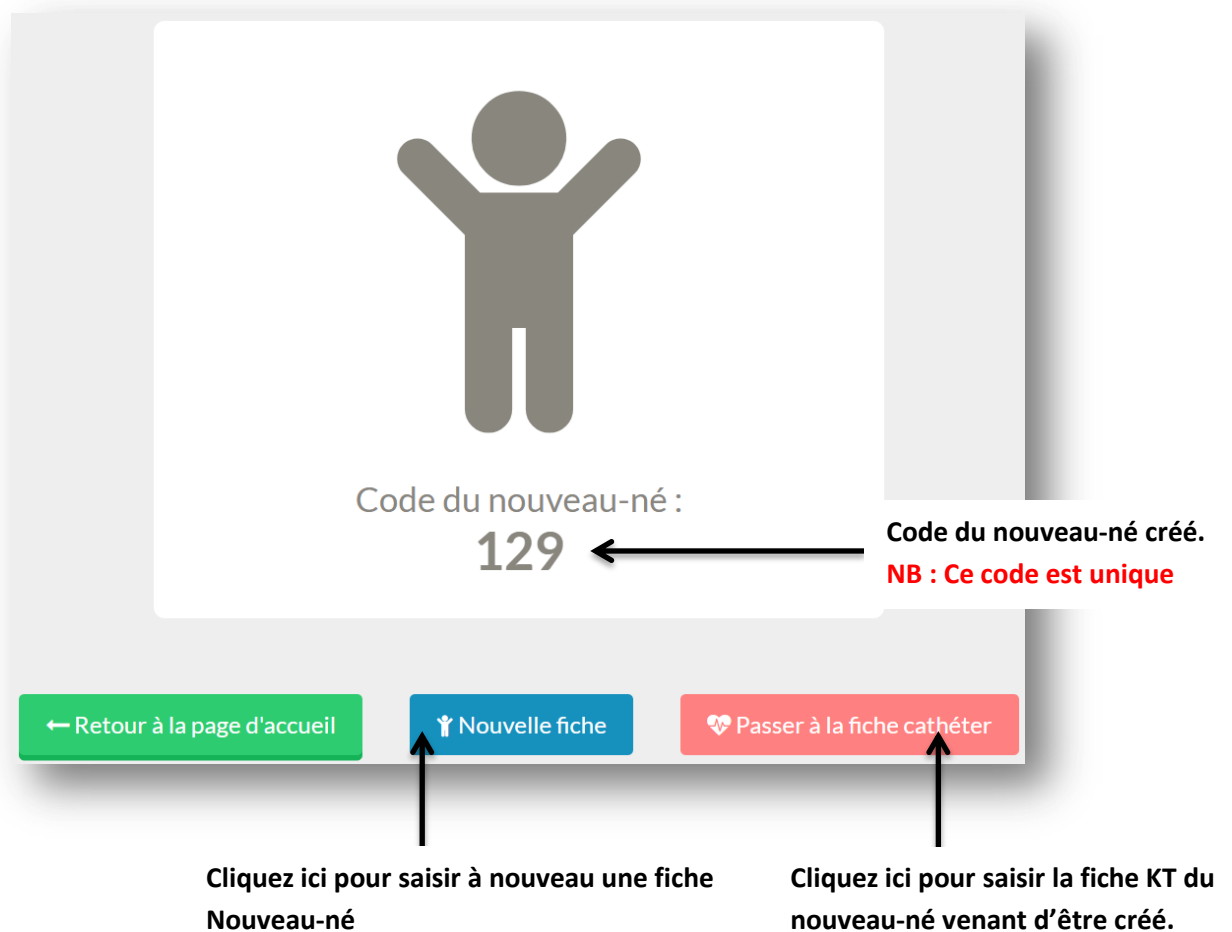 Code du nouveau-né :
129
Code du nouveau-né créé.
NB : Ce code est unique
Retour à la page d'accueil
Nouvelle fiche
Passer à la fiche cathéter
Cliquez ici pour saisir à nouveau une fiche
Nouveau-né
Cliquez ici pour saisir la fiche KT du
nouveau-né venant d’être créé.